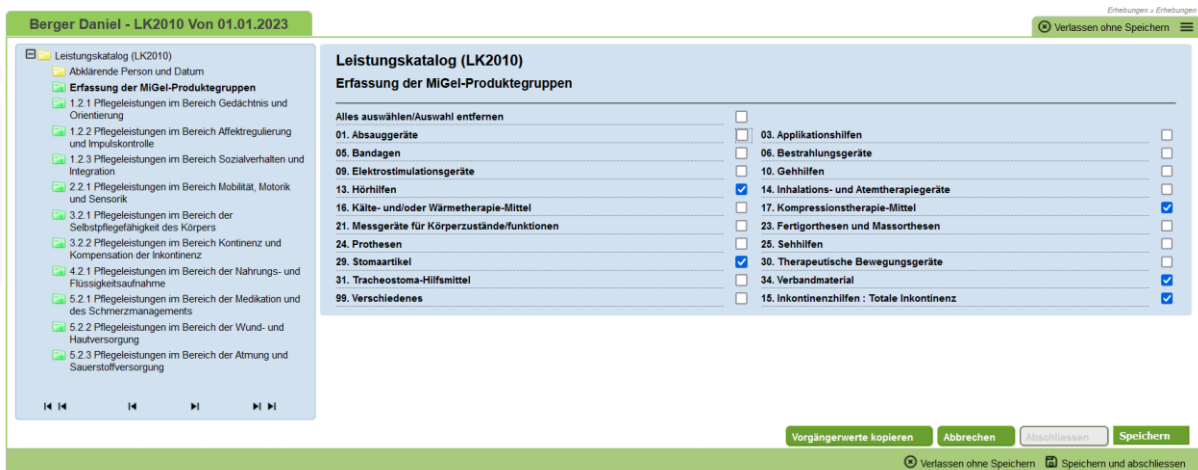 Erhebungen › Erhebungen
Berger Daniel - LK2010 Von 01.01.2023
Verlassen ohne Speichern
Leistungskatalog (LK2010)
Abklärende Person und Datum
Erfassung der MiGel-Produktegruppen
1.2.1 Pflegeleistungen im Bereich Gedächtnis und
Orientierung
1.2.2 Pflegeleistungen im Bereich Affektregulierung
und Impulskontrolle
1.2.3 Pflegeleistungen im Bereich Sozialverhalten und
Integration
2.2.1 Pflegeleistungen im Bereich Mobilität, Motorik
und Sensorik
3.2.1 Pflegeleistungen im Bereich der
Selbstpflegefähigkeit des Körpers
3.2.2 Pflegeleistungen im Bereich Kontinenz und
Kompensation der Inkontinenz
4.2.1 Pflegeleistungen im Bereich der Nahrungs- und
Flüssigkeitsaufnahme
5.2.1 Pflegeleistungen im Bereich der Medikation und
des Schmerzmanagements
5.2.2 Pflegeleistungen im Bereich der Wund- und
Hautversorgung
5.2.3 Pflegeleistungen im Bereich der Atmung und
Sauerstoffversorgung
Leistungskatalog (LK2010)
Erfassung der MiGel-Produktegruppen
Alles auswählen/Auswahl entfernen
01. Absauggeräte
03. Applikationshilfen
05. Bandagen
06. Bestrahlungsgeräte
09. Elektrostimulationsgeräte
10. Gehhilfen
13. Hörhilfen
14. Inhalations- und Atemtherapiegeräte
16. Kälte- und/oder Wärmetherapie-Mittel
17. Kompressionstherapie-Mittel
21. Messgeräte für Körperzustände/funktionen
23. Fertigorthesen und Massorthesen
24. Prothesen
25. Sehhilfen
29. Stomaartikel
30. Therapeutische Bewegungsgeräte
31. Tracheostoma-Hilfsmittel
34. Verbandmaterial
99. Verschiedenes
15. Inkontinenzhilfen : Totale Inkontinenz
Vorgängerwerte kopieren
Abbrechen
Abschliessen
Speichern
Verlassen ohne Speichern
Speichern und abschliessen